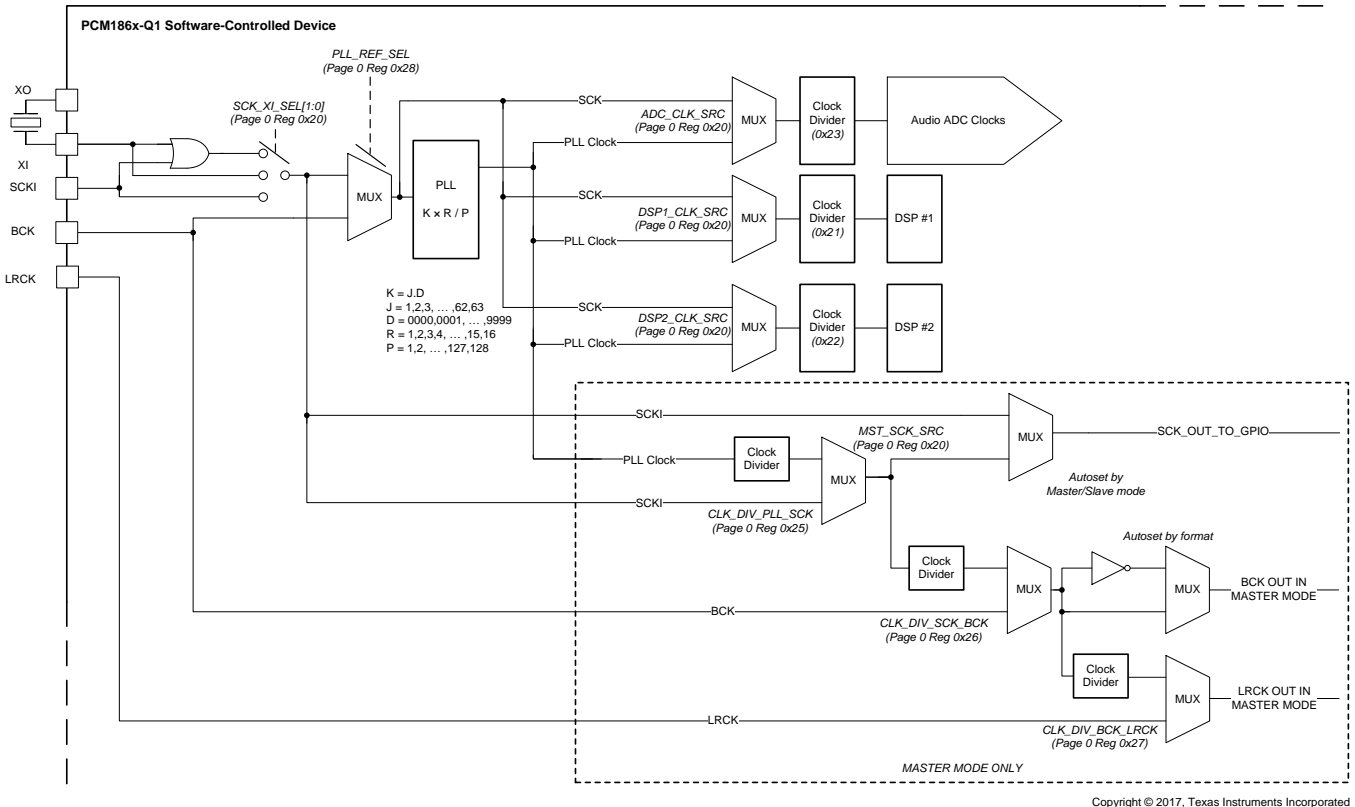 PCM186x-Q1 Software-Controlled Device
PLL_REF_SEL
(Page 0 Reg 0x28)
XO
SCK_XI_SEL[1:0]
(Page 0 Reg 0x20)
XI
SCKI
BCK
LRCK
MUX
PLL
K x R / P
K = J.D
J = 1,2,3, … ,62,63
D = 0000,0001, … ,9999
R = 1,2,3,4, … ,15,16
P = 1,2, … ,127,128
SCK
ADC_CLK_SRC
(Page 0 Reg 0x20)
PLL Clock
MUX
Clock
Divider
(0x23)
Audio ADC Clocks
SCK
DSP1_CLK_SRC
(Page 0 Reg 0x20)
PLL Clock
MUX
Clock
Divider
(0x21)
DSP #1
SCK
DSP2_CLK_SRC
(Page 0 Reg 0x20)
PLL Clock
MUX
Clock
Divider
(0x22)
DSP #2
SCKI
MST_SCK_SRC
(Page 0 Reg 0x20)
MUX
SCK_OUT_TO_GPIO
Autoset by
Master/Slave mode
PLL Clock
Clock
Divider
MUX
SCKI
CLK_DIV_PLL_SCK
(Page 0 Reg 0x25)
Autoset by format
Clock
Divider
MUX
MUX
BCK OUT IN
MASTER MODE
BCK
CLK_DIV_SCK_BCK
(Page 0 Reg 0x26)
Clock
Divider
MUX
LRCK OUT IN
MASTER MODE
LRCK
CLK_DIV_BCK_LRCK
(Page 0 Reg 0x27)
MASTER MODE ONLY
Copyright © 2017, Texas Instruments Incorporated